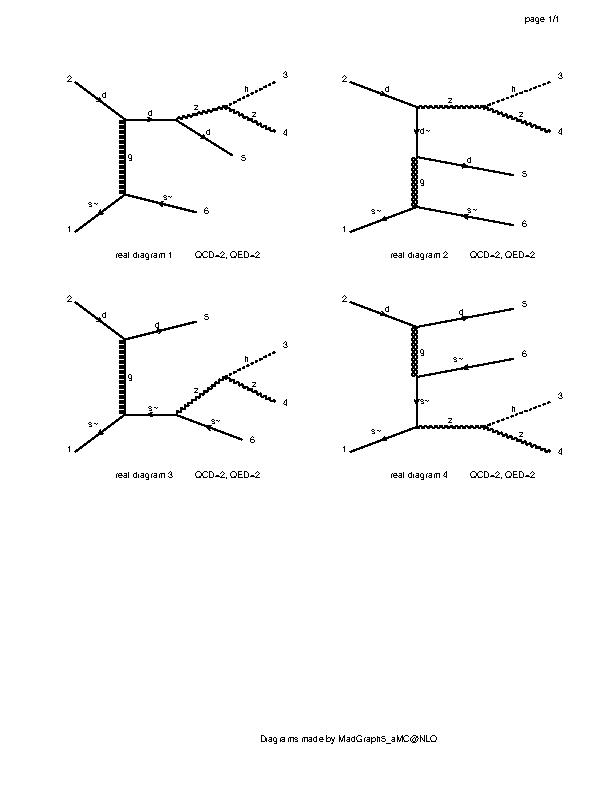 page 1/1
2 d d z h 3
z 4
d 5
g
s~ s~ 6
1
real diagram 1 QCD=2, QED=2
2 d z h 3
z 4
d~
d 5
g
s~ s~ 6
1
real diagram 2 QCD=2, QED=2
2 d d 5
g h 3
z z 4
s~ s~ s~ 6
1
real diagram 3 QCD=2, QED=2
2 d d 5
g s~ 6
s~
h 3
s~ z z 4
1
real diagram 4 QCD=2, QED=2
Diagrams made by MadGraph5_aMC@NLO